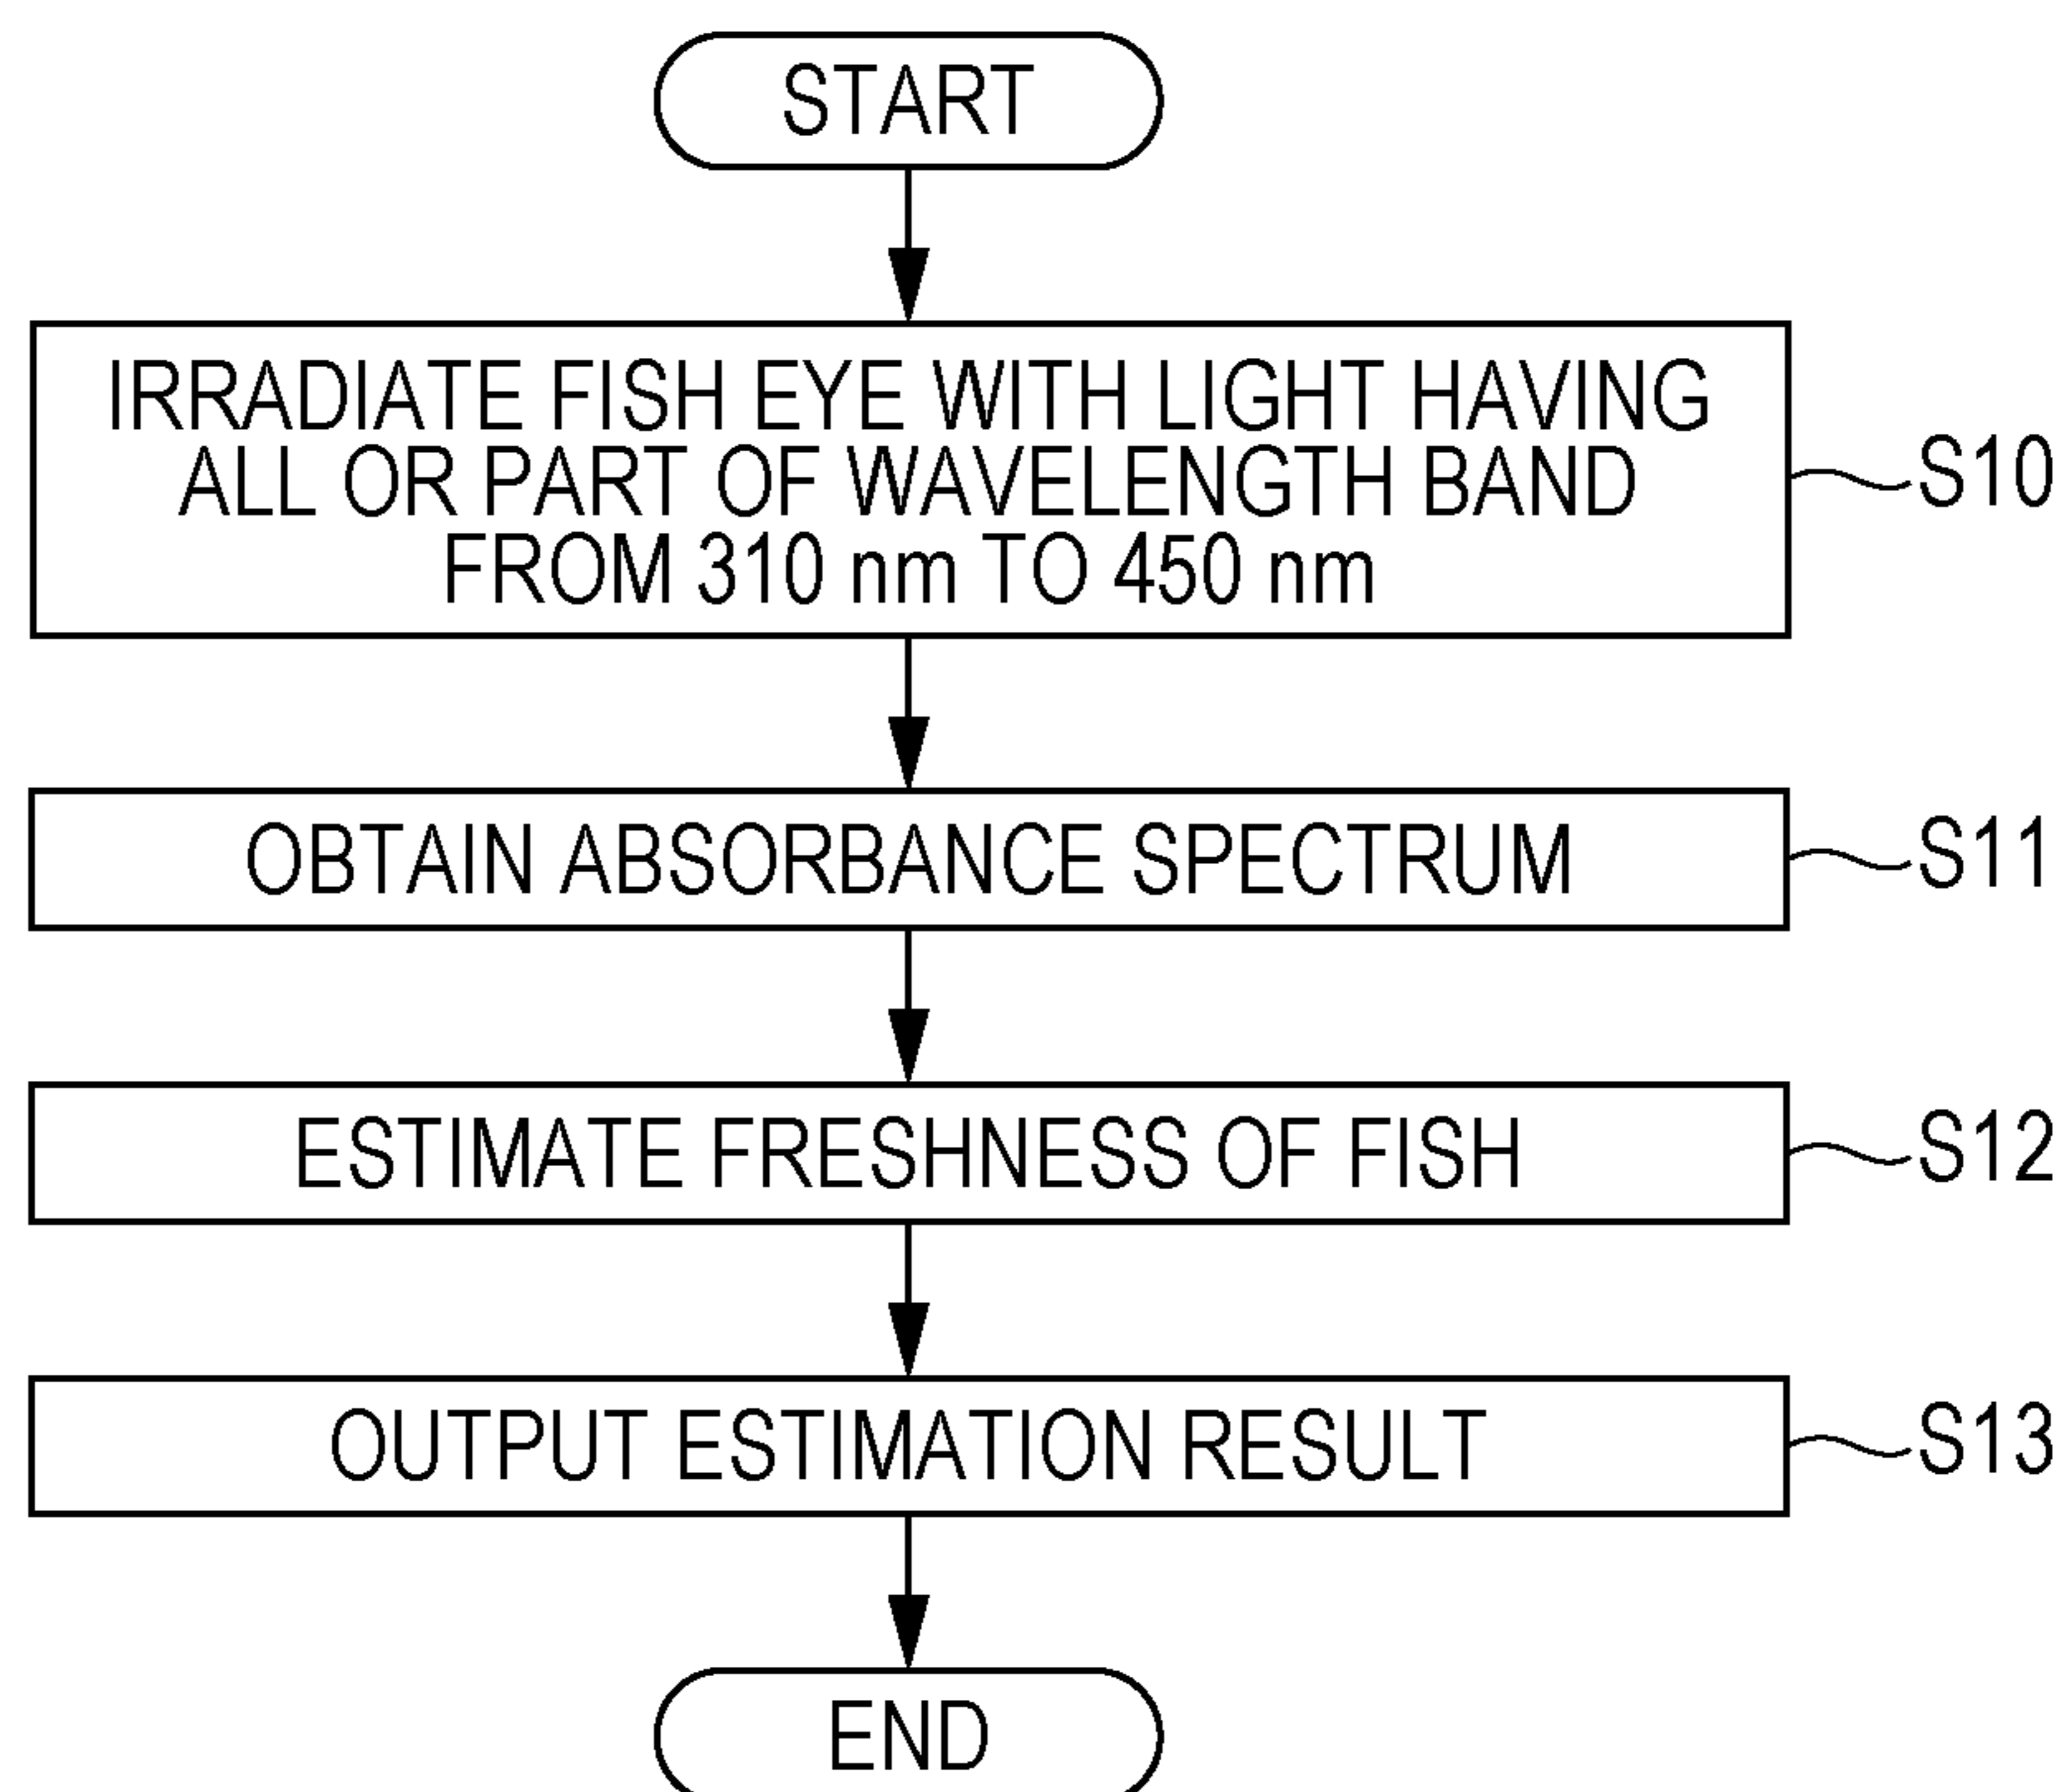 START
IRRADIATE FISH EYE WITH LIGHT HAVING
ALL OR PART OF WAVELENGTH BAND
FROM 310 nm TO 450 nm
S10
OBTAIN ABSORBANCE SPECTRUM
S11
ESTIMATE FRESHNESS OF FISH
S12
OUTPUT ESTIMATION RESULT
S13
END